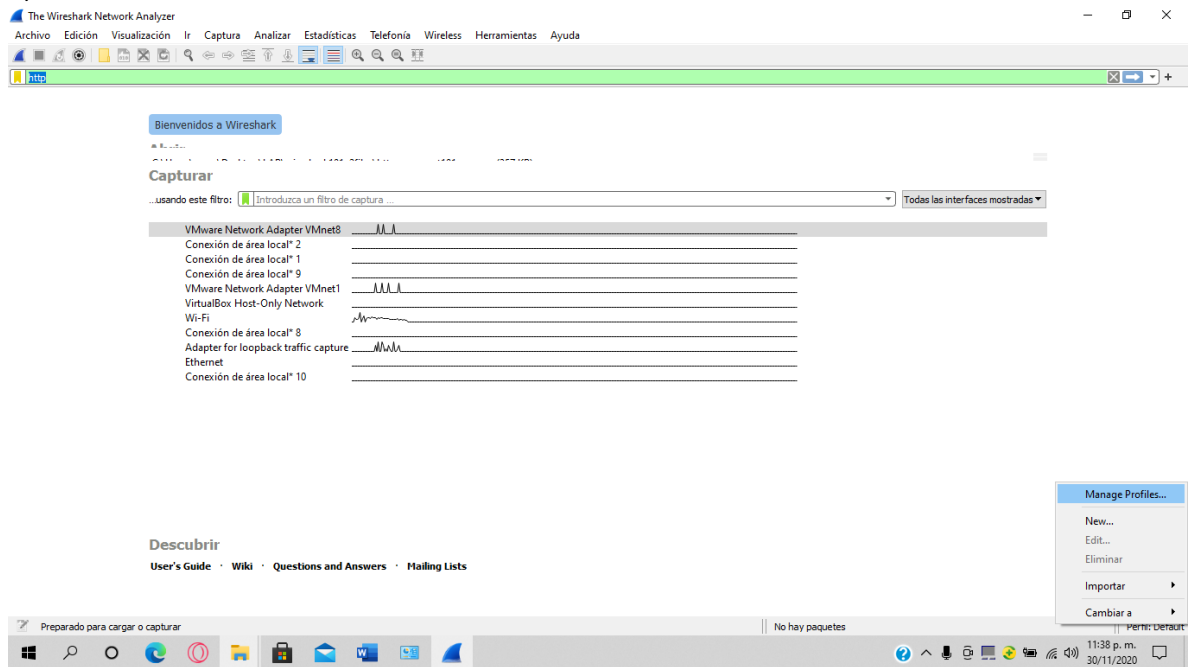 The Wireshark Network Analyzer
Archivo Edición Visualización Ir Captura Analizar Estadísticas Telefonía Wireless Herramientas Ayuda
http
Bienvenidos a Wireshark
Capturar
...usando este filtro: Introduzca un filtro de captura ... Todas las interfaces mostradas
VMware Network Adapter VMnet8
Conexión de área local* 2
Conexión de área local* 1
Conexión de área local* 9
VMware Network Adapter VMnet1
VirtualBox Host-Only Network
Wi-Fi
Conexión de área local* 8
Adapter for loopback traffic capture
Ethernet
Conexión de área local* 10
Manage Profiles...
New...
Edit...
Eliminar
Importar
Cambiar a
Descubrir
User's Guide · Wiki · Questions and Answers · Mailing Lists
Preparado para cargar o capturar No hay paquetes Perfil: Default
11:38 p. m.
30/11/2020